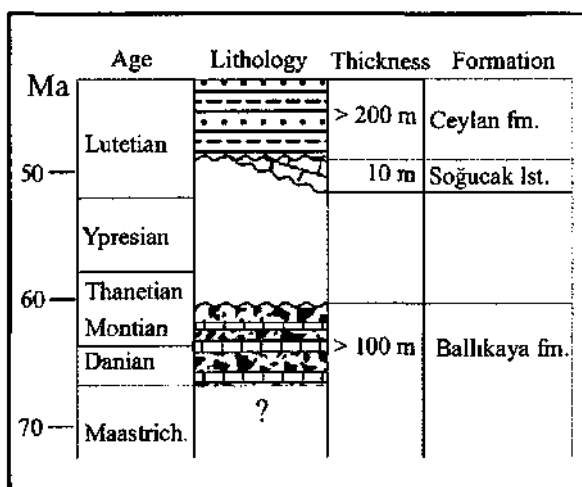 Age Lithology Thickness Formation
Ma
> 200 m Ceylan fm.
Lutetian
50
10 m Soğucak lst.
Ypresian
60
Thanetian
Montian
> 100 m Ballıkaya fm.
Danian
?
70
Maastrich.